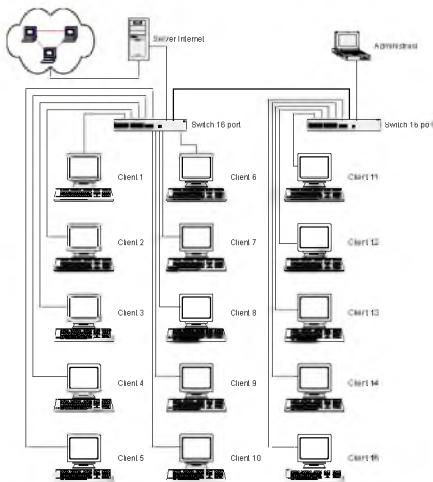 Server Internet
Administrasi
Switch 16 port
Switch 16 port
Client 1
Client 6
Client 11
Client 2
Client 7
Client 12
Client 3
Client 8
Client 13
Client 4
Client 9
Client 14
Client 5
Client 10
Client